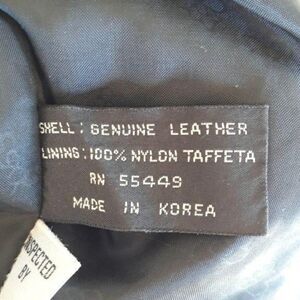 SHELL: GENUINE LEATHER
LINING: 100% NYLON TAFFETA
RN 55449
MADE IN KOREA
INSPECTED
BY